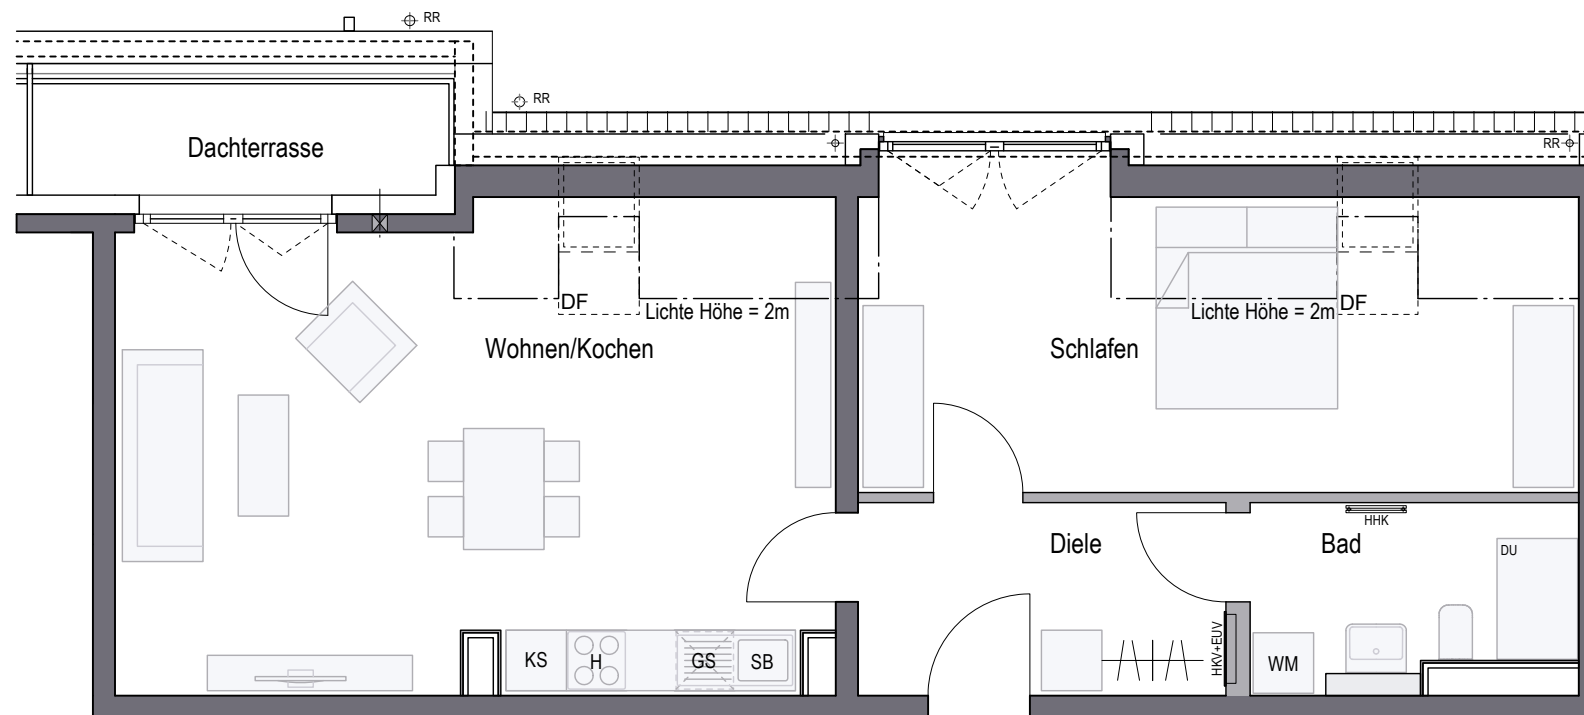 RR
RR
Dachterrasse
RR
DF
Lichte Höhe = 2m
Lichte Höhe = 2m
DF
Wohnen/Kochen
Schlafen
HHK
Diele
Bad
DU
HKV+EUV
KS
H
GS
SB
WM